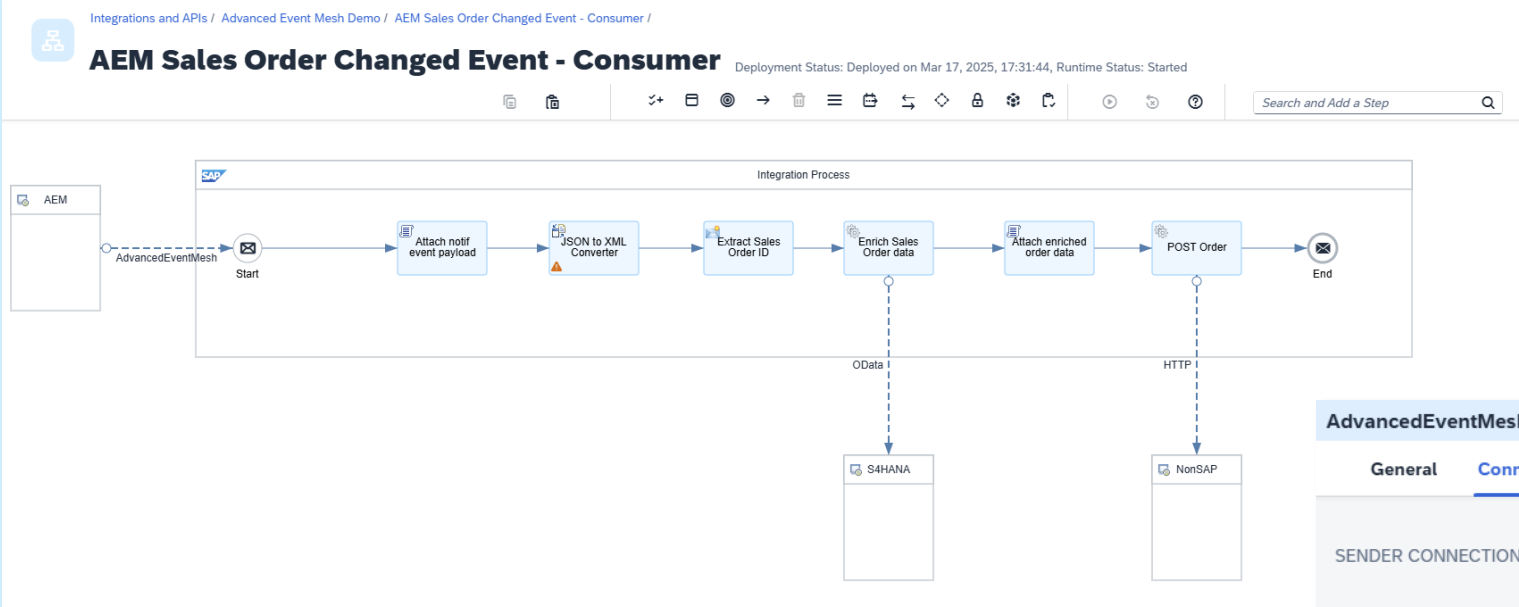 Integrations and APIs / Advanced Event Mesh Demo / AEM Sales Order Changed Event - Consumer /
AEM Sales Order Changed Event - Consumer
Deployment Status: Deployed on Mar 17, 2025, 17:31:44, Runtime Status: Started
Search and Add a Step
SAP
Integration Process
AEM
AdvancedEventMesh
Start
Attach notif
event payload
JSON to XML
Converter
Extract Sales
Order ID
Enrich Sales
Order data
Attach enriched
order data
POST Order
End
OData
HTTP
S4HANA
NonSAP
AdvancedEventMesh
General
Conn
SENDER CONNECTION